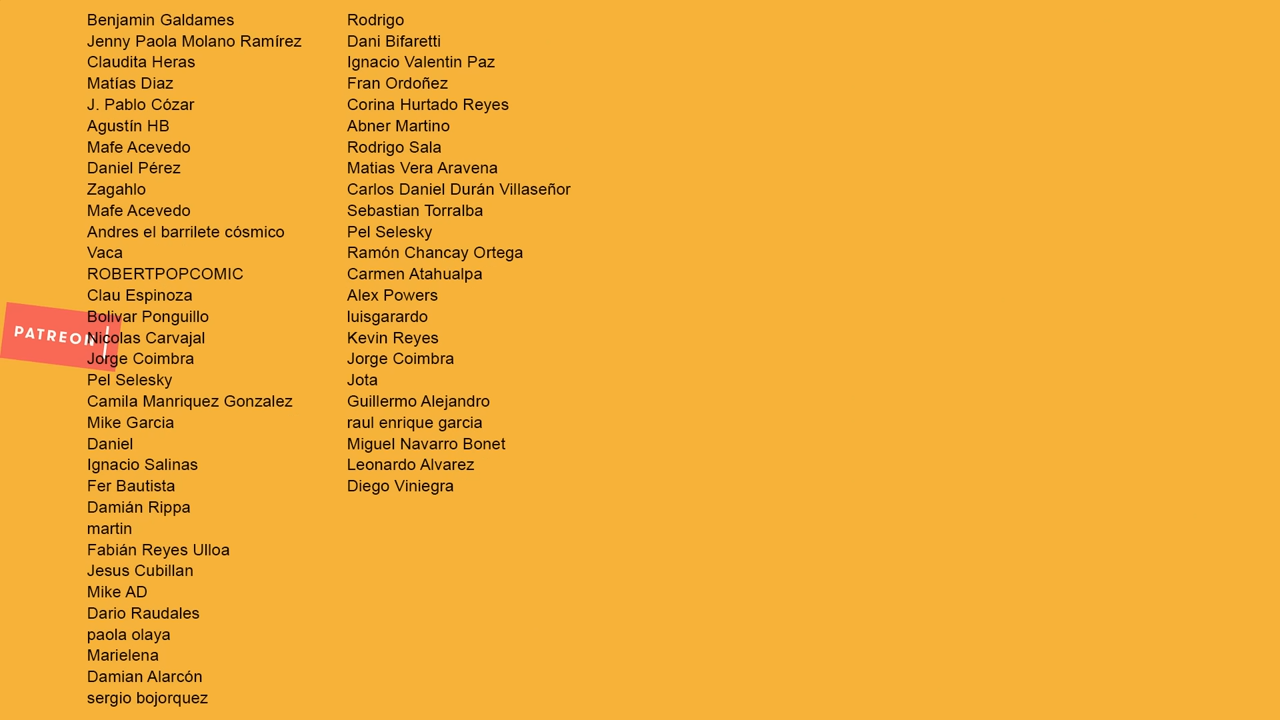 Benjamin Galdames
Jenny Paola Molano Ramírez
Claudita Heras
Matías Diaz
J. Pablo Cózar
Agustín HB
Mafe Acevedo
Daniel Pérez
Zagahlo
Mafe Acevedo
Andres el barrilete cósmico
Vaca
ROBERTPOPCOMIC
Clau Espinoza
Bolivar Ponguillo
Nicolas Carvajal
Jorge Coimbra
Pel Selesky
Camila Manriquez Gonzalez
Mike Garcia
Daniel
Ignacio Salinas
Fer Bautista
Damián Rippa
martin
Fabián Reyes Ulloa
Jesus Cubillan
Mike AD
Dario Raudales
paola olaya
Marielena
Damian Alarcón
sergio bojorquez
Rodrigo
Dani Bifaretti
Ignacio Valentin Paz
Fran Ordoñez
Corina Hurtado Reyes
Abner Martino
Rodrigo Sala
Matias Vera Aravena
Carlos Daniel Durán Villaseñor
Sebastian Torralba
Pel Selesky
Ramón Chancay Ortega
Carmen Atahualpa
Alex Powers
luisgarardo
Kevin Reyes
Jorge Coimbra
Jota
Guillermo Alejandro
raul enrique garcia
Miguel Navarro Bonet
Leonardo Alvarez
Diego Viniegra
PATREON